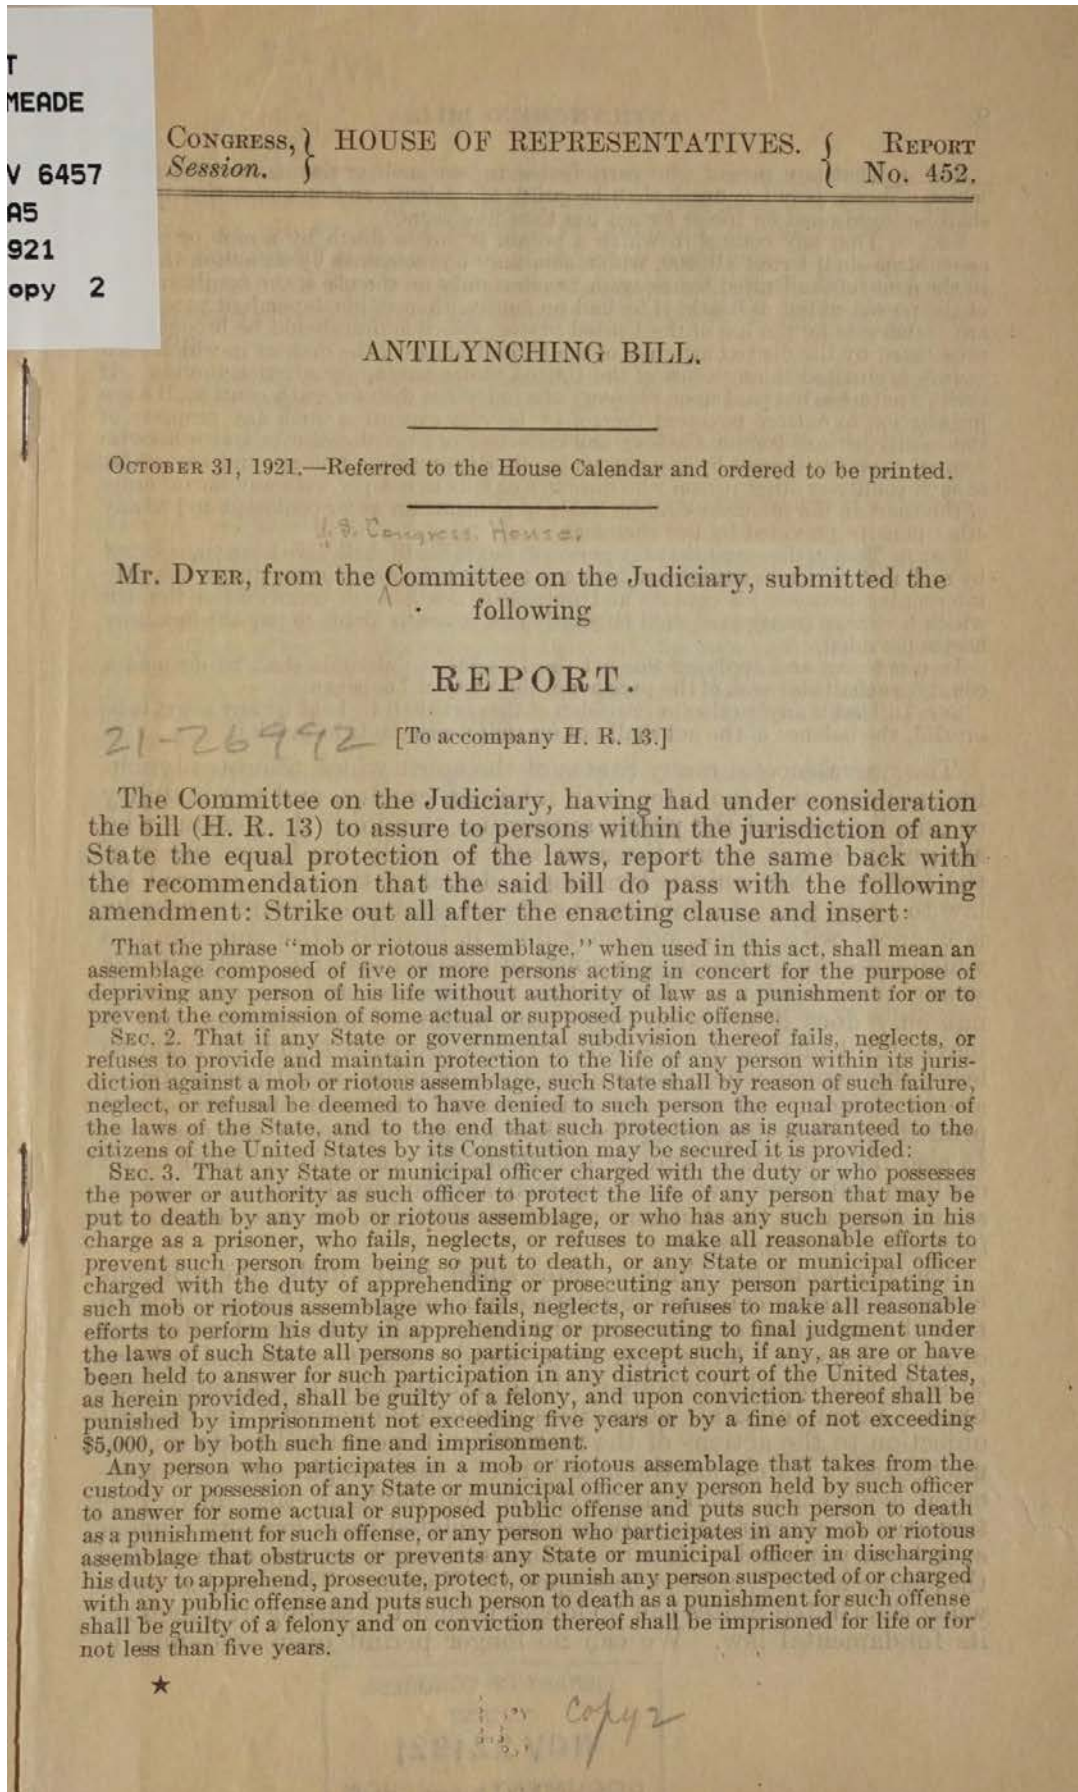 T
MEADE
V 6457
A5
921
opy 2
CONGRESS, } HOUSE OF REPRESENTATIVES. { REPORT
Session. } { No. 452.
ANTILYNCHING BILL.
OCTOBER 31, 1921.—Referred to the House Calendar and ordered to be printed.
U.S. Congress. House.
Mr. DYER, from the Committee on the Judiciary, submitted the
following
REPORT.
21-26992 [To accompany H. R. 13.]
The Committee on the Judiciary, having had under consideration
the bill (H. R. 13) to assure to persons within the jurisdiction of any
State the equal protection of the laws, report the same back with
the recommendation that the said bill do pass with the following
amendment: Strike out all after the enacting clause and insert:
That the phrase "mob or riotous assemblage," when used in this act, shall mean an
assemblage composed of five or more persons acting in concert for the purpose of
depriving any person of his life without authority of law as a punishment for or to
prevent the commission of some actual or supposed public offense.
SEC. 2. That if any State or governmental subdivision thereof fails, neglects, or
refuses to provide and maintain protection to the life of any person within its juris-
diction against a mob or riotous assemblage, such State shall by reason of such failure,
neglect, or refusal be deemed to have denied to such person the equal protection of
the laws of the State, and to the end that such protection as is guaranteed to the
citizens of the United States by its Constitution may be secured it is provided:
SEC. 3. That any State or municipal officer charged with the duty or who possesses
the power or authority as such officer to protect the life of any person that may be
put to death by any mob or riotous assemblage, or who has any such person in his
charge as a prisoner, who fails, neglects, or refuses to make all reasonable efforts to
prevent such person from being so put to death, or any State or municipal officer
charged with the duty of apprehending or prosecuting any person participating in
such mob or riotous assemblage who fails, neglects, or refuses to make all reasonable
efforts to perform his duty in apprehending or prosecuting to final judgment under
the laws of such State all persons so participating except such, if any, as are or have
been held to answer for such participation in any district court of the United States,
as herein provided, shall be guilty of a felony, and upon conviction thereof shall be
punished by imprisonment not exceeding five years or by a fine of not exceeding
$5,000, or by both such fine and imprisonment.
Any person who participates in a mob or riotous assemblage that takes from the
custody or possession of any State or municipal officer any person held by such officer
to answer for some actual or supposed public offense and puts such person to death
as a punishment for such offense, or any person who participates in any mob or riotous
assemblage that obstructs or prevents any State or municipal officer in discharging
his duty to apprehend, prosecute, protect, or punish any person suspected of or charged
with any public offense and puts such person to death as a punishment for such offense
shall be guilty of a felony and on conviction thereof shall be imprisoned for life or for
not less than five years.
★
Copy 2